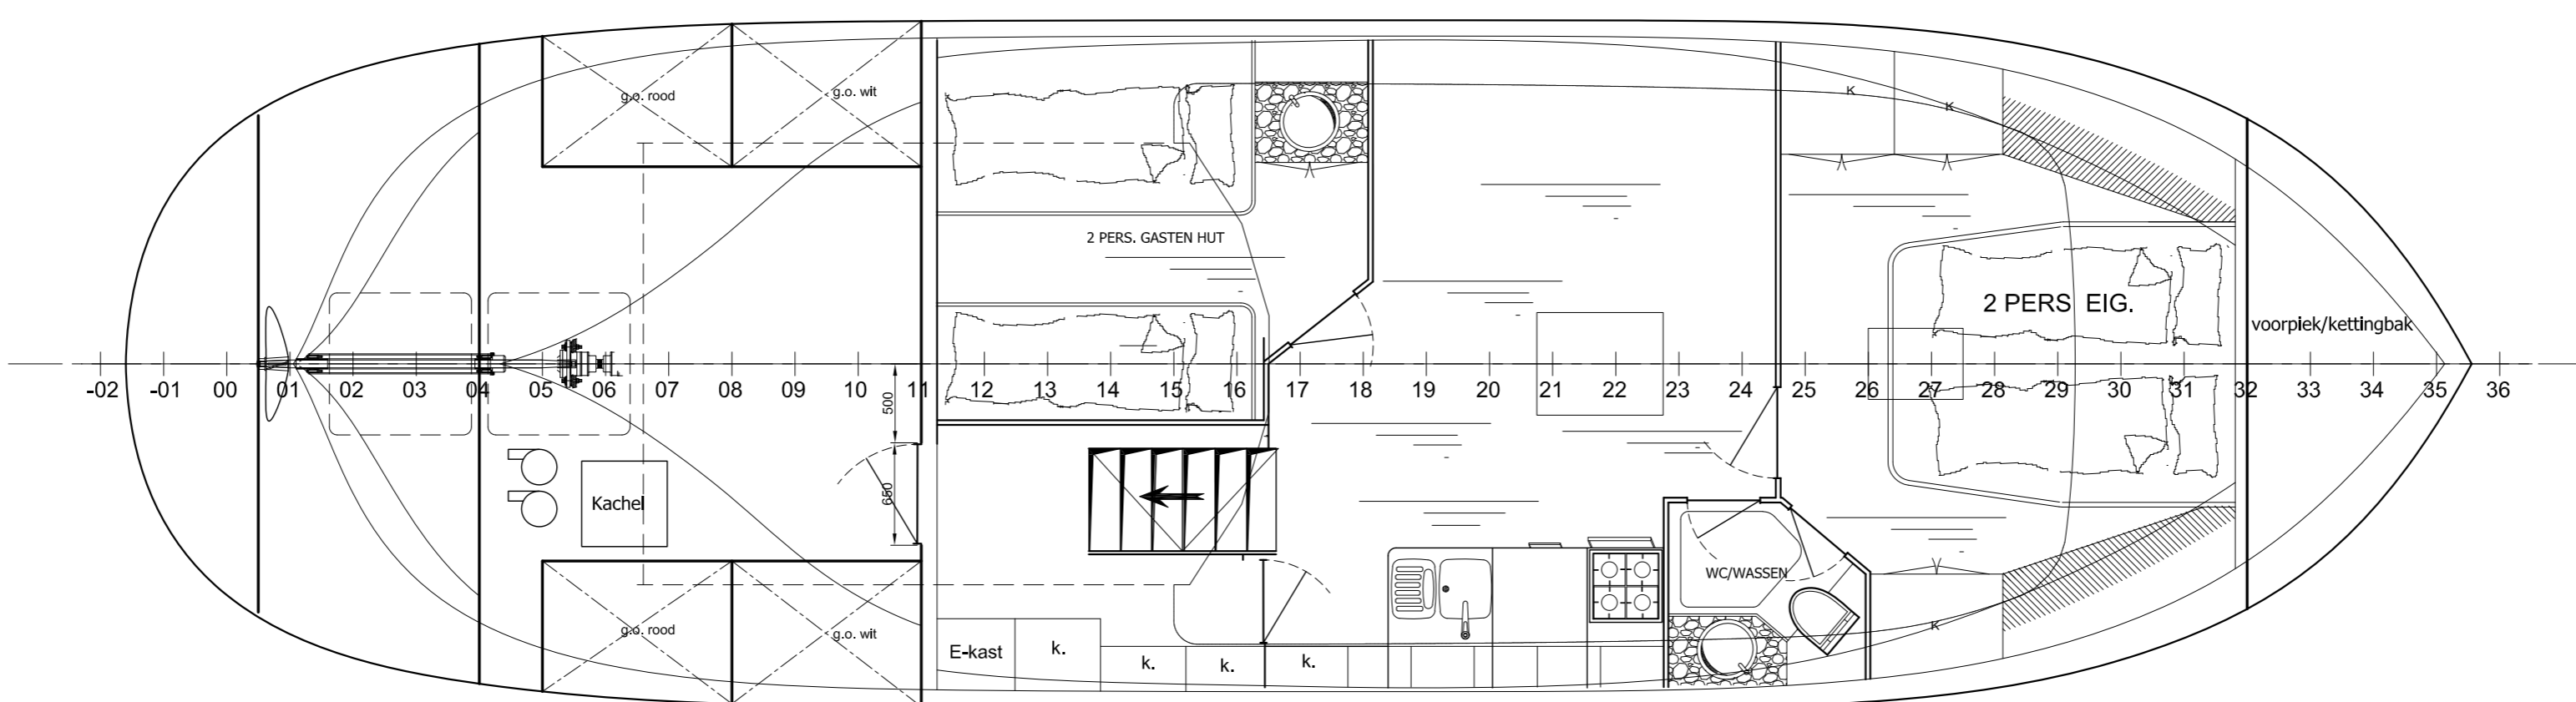 g.o. rood
g.o. wit
K
K
2 PERS. GASTEN HUT
2 PERS EIG.
voorpiek/kettingbak
-02 -01 00 01 02 03 04 05 06 07 08 09 10 11 12 13 14 15 16 17 18 19 20 21 22 23 24 25 26 27 28 29 30 31 32 33 34 35 36
500
650
Kachel
WC/WASSEN
g.o. rood
g.o. wit
K
E-kast
k.
k.
k.
k.